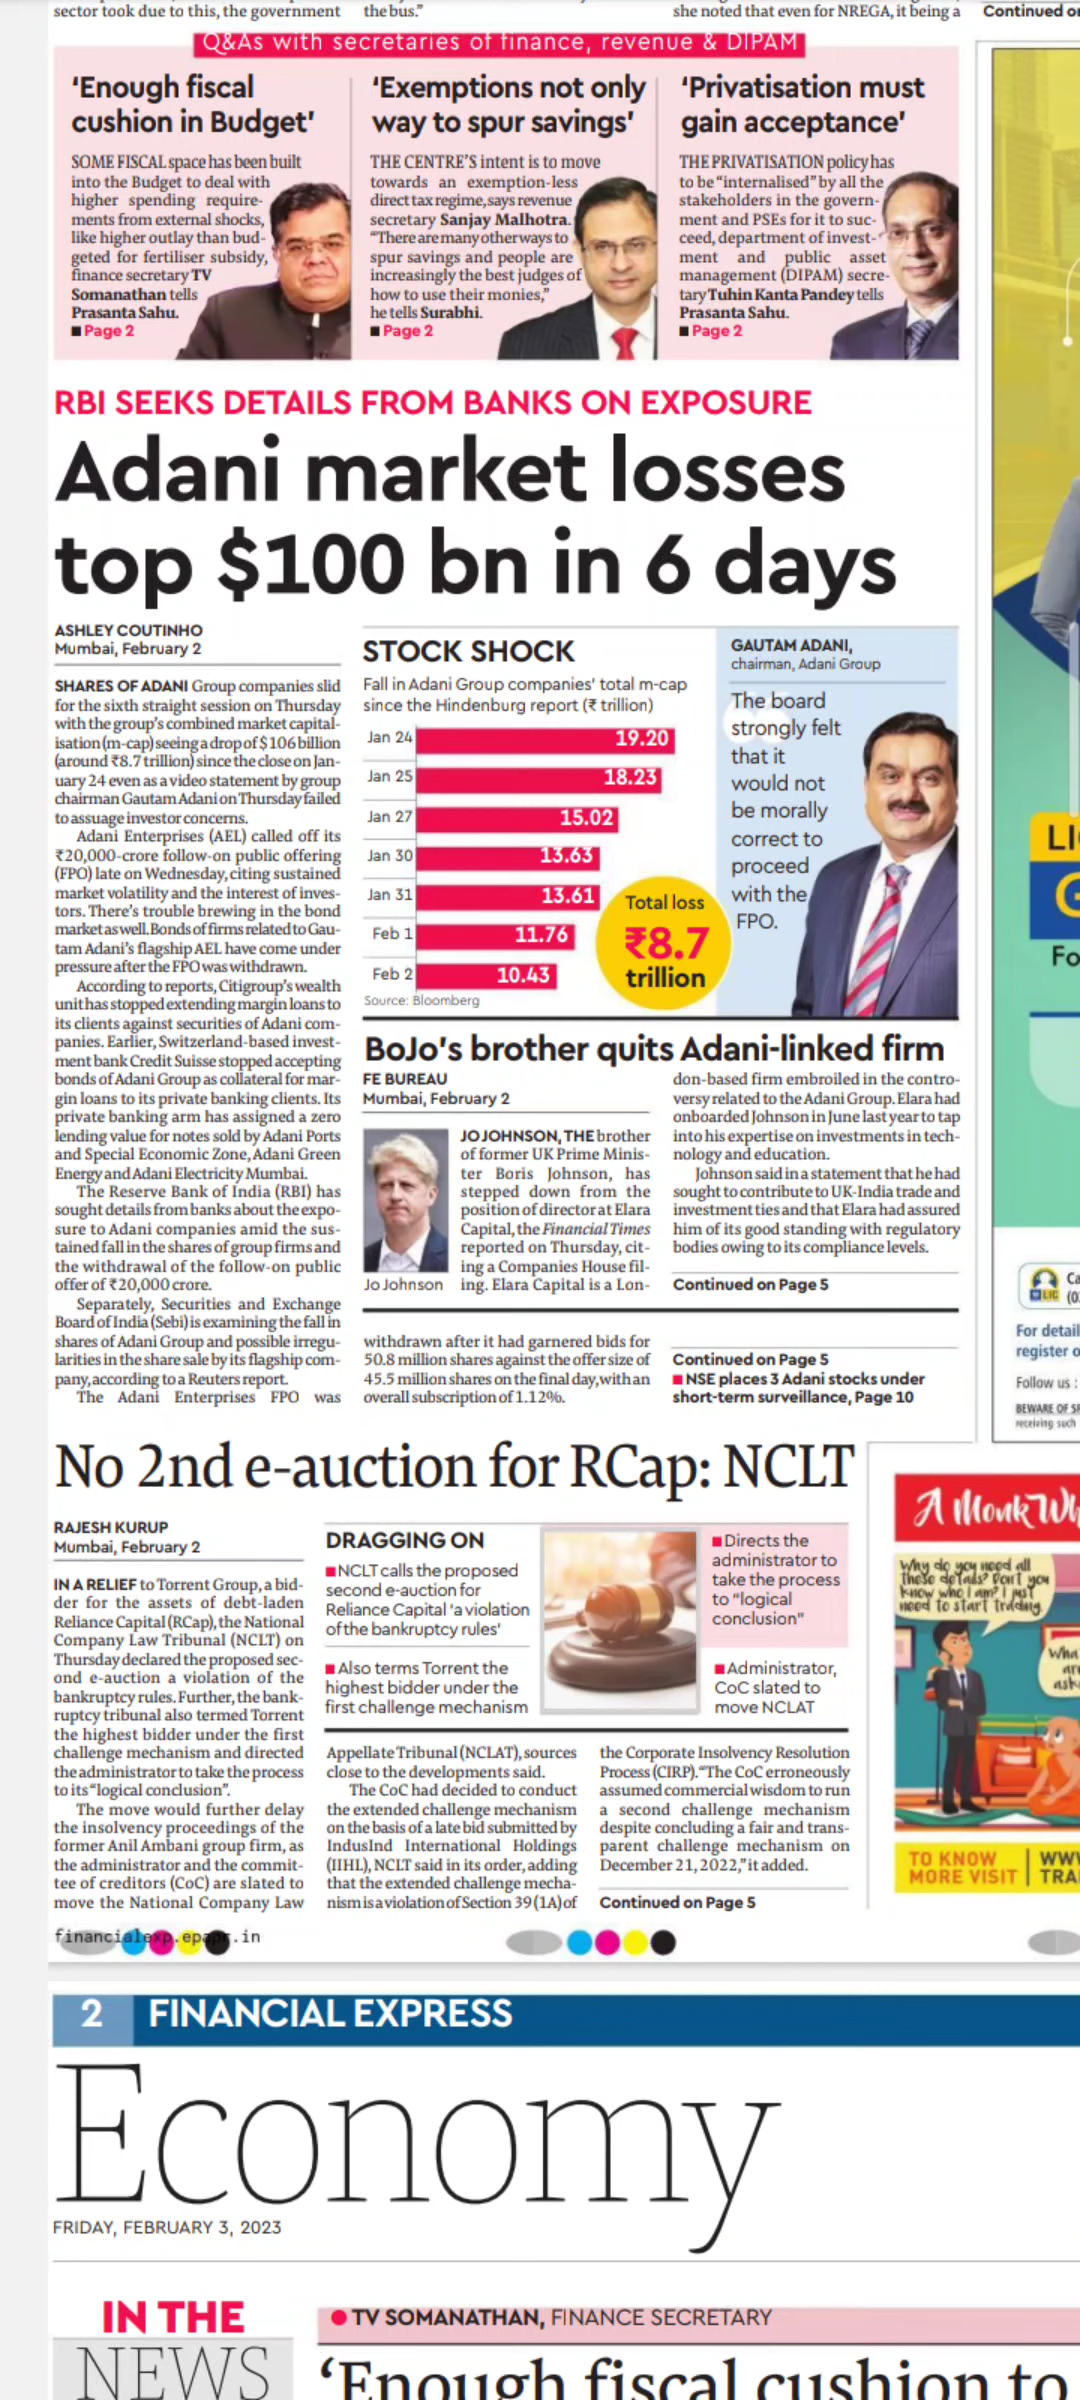 sector took due to this, the government
the bus.”
she noted that even for NREGA, it being a
Continued
Q&As with secretaries of finance, revenue & DIPAM
‘Enough fiscal
cushion in Budget’
SOME FISCAL space has been built
into the Budget to deal with
higher spending require-
ments from external shocks,
like higher outlay than bud-
geted for fertiliser subsidy,
finance secretary TV
Somanathan tells
Prasanta Sahu.
■ Page 2
‘Exemptions not only
way to spur savings’
THE CENTRE’S intent is to move
towards an exemption-less
direct tax regime, says revenue
secretary Sanjay Malhotra.
“There are many other ways to
spur savings and people are
increasingly the best judges of
how to use their monies,”
he tells Surabhi.
■ Page 2
‘Privatisation must
gain acceptance’
THE PRIVATISATION policy has
to be “internalised” by all the
stakeholders in the govern-
ment and PSEs for it to suc-
ceed, department of invest-
ment and public asset
management (DIPAM) secre-
tary Tuhin Kanta Pandey tells
Prasanta Sahu.
■ Page 2
RBI SEEKS DETAILS FROM BANKS ON EXPOSURE
Adani market losses
top $100 bn in 6 days
ASHLEY COUTINHO
Mumbai, February 2
SHARES OF ADANI Group companies slid
for the sixth straight session on Thursday
with the group’s combined market capital-
isation (m-cap) seeing a drop of $106 billion
(around ₹8.7 trillion) since the close on Jan-
uary 24 even as a video statement by group
chairman Gautam Adani on Thursday failed
to assuage investor concerns.
Adani Enterprises (AEL) called off its
₹20,000-crore follow-on public offering
(FPO) late on Wednesday, citing sustained
market volatility and the interest of inves-
tors. There’s trouble brewing in the bond
market as well. Bonds of firms related to Gau-
tam Adani’s flagship AEL have come under
pressure after the FPO was withdrawn.
According to reports, Citigroup’s wealth
unit has stopped extending margin loans to
its clients against securities of Adani com-
panies. Earlier, Switzerland-based invest-
ment bank Credit Suisse stopped accepting
bonds of Adani Group as collateral for mar-
gin loans to its private banking clients. Its
private banking arm has assigned a zero
lending value for notes sold by Adani Ports
and Special Economic Zone, Adani Green
Energy and Adani Electricity Mumbai.
The Reserve Bank of India (RBI) has
sought details from banks about the expo-
sure to Adani companies amid the sus-
tained fall in the shares of group firms and
the withdrawal of the follow-on public
offer of ₹20,000 crore.
Separately, Securities and Exchange
Board of India (Sebi) is examining the fall in
shares of Adani Group and possible irregu-
larities in the share sale by its flagship com-
pany, according to a Reuters report.
The Adani Enterprises FPO was
withdrawn after it had garnered bids for
50.8 million shares against the offer size of
45.5 million shares on the final day, with an
overall subscription of 1.12%.
Continued on Page 5
■ NSE places 3 Adani stocks under
short-term surveillance, Page 10
STOCK SHOCK
Fall in Adani Group companies’ total m-cap
since the Hindenburg report (₹ trillion)
Jan 24 19.20
Jan 25 18.23
Jan 27 15.02
Jan 30 13.63
Jan 31 13.61
Feb 1 11.76
Feb 2 10.43
Total loss
₹8.7
trillion
Source: Bloomberg
GAUTAM ADANI,
chairman, Adani Group
The board
strongly felt
that it
would not
be morally
correct to
proceed
with the
FPO.
BoJo’s brother quits Adani-linked firm
FE BUREAU
Mumbai, February 2
Jo Johnson
JO JOHNSON, THE brother
of former UK Prime Minis-
ter Boris Johnson, has
stepped down from the
position of director at Elara
Capital, the Financial Times
reported on Thursday, cit-
ing a Companies House fil-
ing. Elara Capital is a Lon-
don-based firm embroiled in the contro-
versy related to the Adani Group. Elara had
onboarded Johnson in June last year to tap
into his expertise on investments in tech-
nology and education.
Johnson said in a statement that he had
sought to contribute to UK-India trade and
investment ties and that Elara had assured
him of its good standing with regulatory
bodies owing to its compliance levels.
Continued on Page 5
No 2nd e-auction for RCap: NCLT
RAJESH KURUP
Mumbai, February 2
IN A RELIEF to Torrent Group, a bid-
der for the assets of debt-laden
Reliance Capital (RCap), the National
Company Law Tribunal (NCLT) on
Thursday declared the proposed sec-
ond e-auction a violation of the
bankruptcy rules. Further, the bank-
ruptcy tribunal also termed Torrent
the highest bidder under the first
challenge mechanism and directed
the administrator to take the process
to its “logical conclusion”.
The move would further delay
the insolvency proceedings of the
former Anil Ambani group firm, as
the administrator and the commit-
tee of creditors (CoC) are slated to
move the National Company Law
DRAGGING ON
■ NCLT calls the proposed
second e-auction for
Reliance Capital ‘a violation
of the bankruptcy rules’
■ Also terms Torrent the
highest bidder under the
first challenge mechanism
■ Directs the
administrator to
take the process
to “logical
conclusion”
■ Administrator,
CoC slated to
move NCLAT
Appellate Tribunal (NCLAT), sources
close to the developments said.
The CoC had decided to conduct
the extended challenge mechanism
on the basis of a late bid submitted by
IndusInd International Holdings
(IIHL), NCLT said in its order, adding
that the extended challenge mecha-
nism is a violation of Section 39 (1A) of
the Corporate Insolvency Resolution
Process (CIRP). “The CoC erroneously
assumed commercial wisdom to run
a second challenge mechanism
despite concluding a fair and trans-
parent challenge mechanism on
December 21, 2022,” it added.
Continued on Page 5
LI
G
Fo
LIC
Ca
(0
For detail
register o
Follow us :
BEWARE OF SP
receiving such
A Monk Wh
Why do you need all
these details? Don't you
know who I am? I just
need to start trading.
Wha
ar
ask
TO KNOW
MORE VISIT
WWW
TRA
financialexp.epapr.in
2 FINANCIAL EXPRESS
Economy
FRIDAY, FEBRUARY 3, 2023
IN THE
NEWS
● TV SOMANATHAN, FINANCE SECRETARY
‘Enough fiscal cushion to